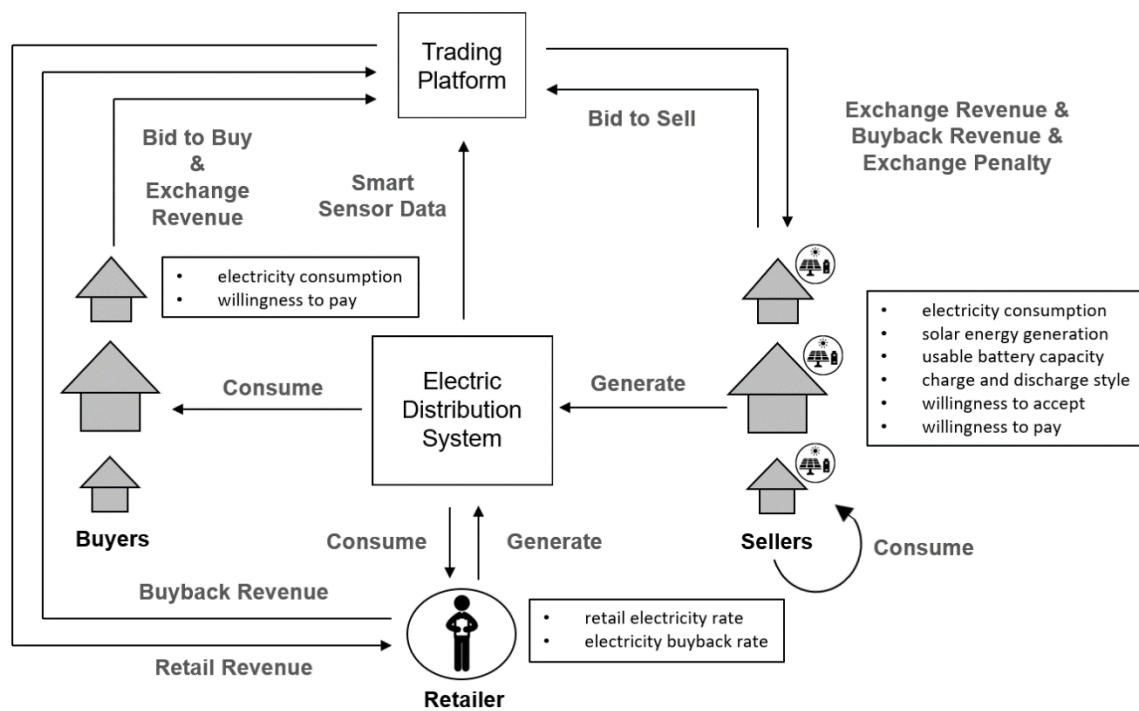 Trading
Platform
Bid to Buy
&
Exchange
Revenue
Smart
Sensor Data
Bid to Sell
Exchange Revenue &
Buyback Revenue &
Exchange Penalty
• electricity consumption
• willingness to pay
• electricity consumption
• solar energy generation
• usable battery capacity
• charge and discharge style
• willingness to accept
• willingness to pay
Consume
Electric
Distribution
System
Generate
Buyers
Consume
Generate
Sellers
Consume
Buyback Revenue
Retail Revenue
• retail electricity rate
• electricity buyback rate
Retailer